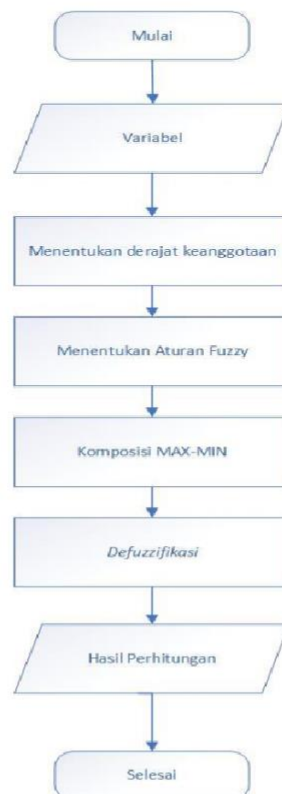 Mulai
Variabel
Menentukan derajat keanggotaan
Menentukan Aturan Fuzzy
Komposisi MAX-MIN
Defuzzifikasi
Hasil Perhitungan
Selesai